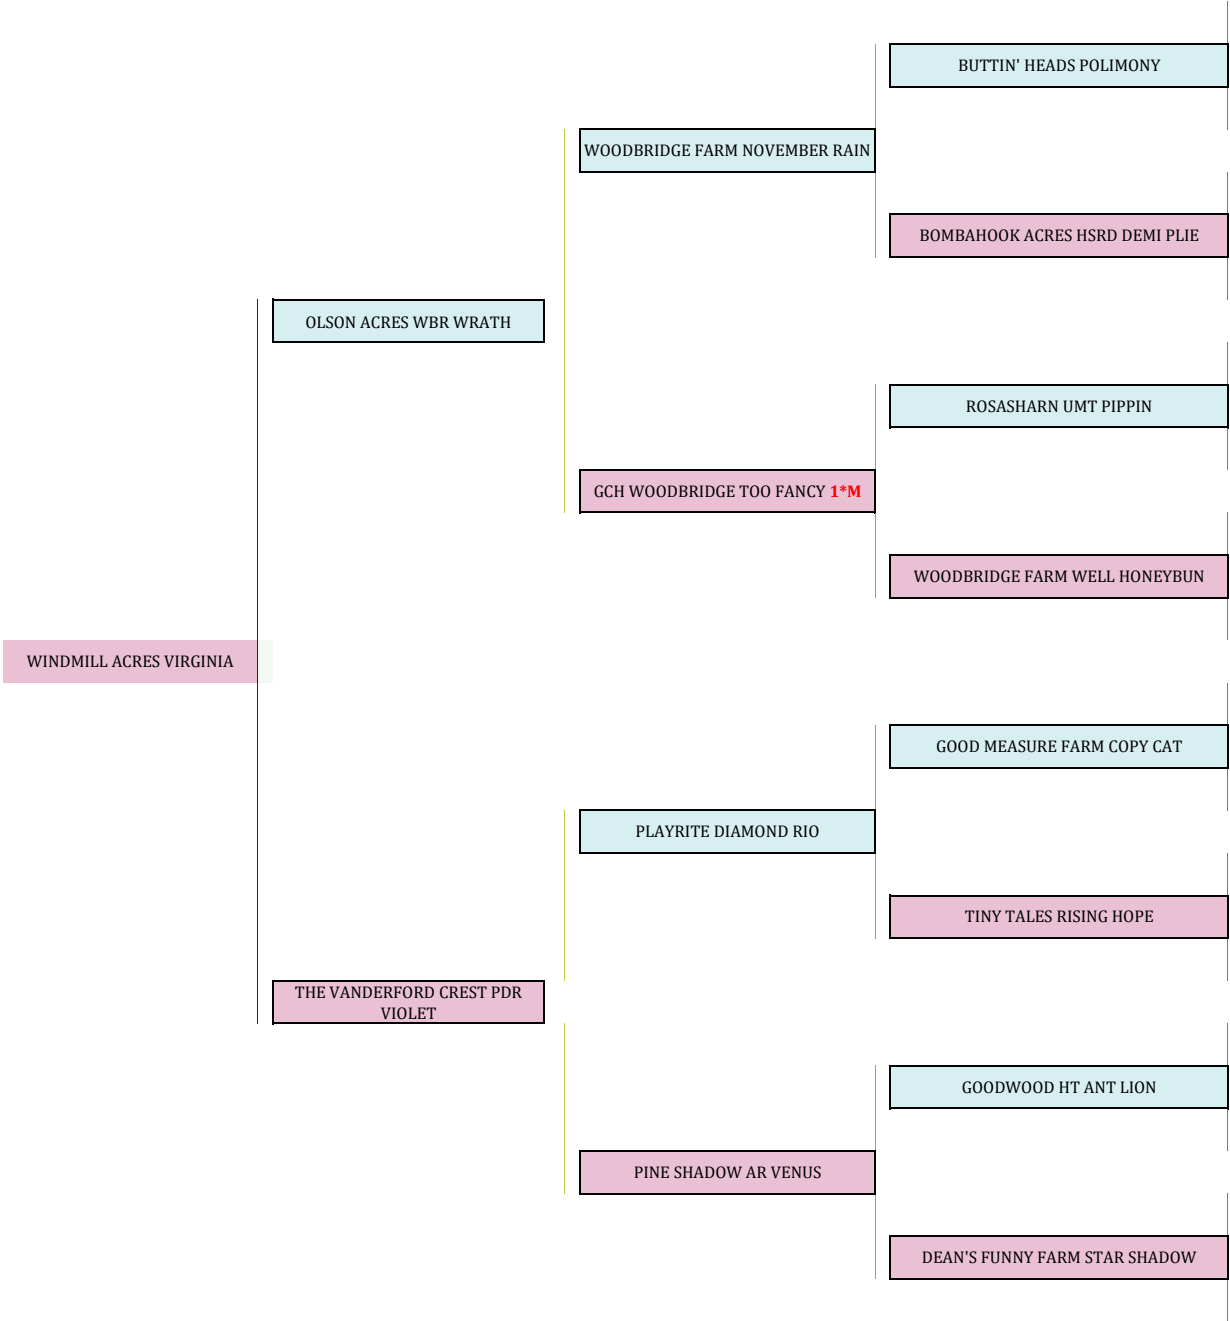 BUTTIN' HEADS POLIMONY
WOODBRIDGE FARM NOVEMBER RAIN
BOMBAHOOK ACRES HSRD DEMI PLIE
OLSON ACRES WBR WRATH
ROSASHARN UMT PIPPIN
GCH WOODBRIDGE TOO FANCY 1*M
WOODBRIDGE FARM WELL HONEYBUN
WINDMILL ACRES VIRGINIA
GOOD MEASURE FARM COPY CAT
PLAYRITE DIAMOND RIO
TINY TALES RISING HOPE
THE VANDERFORD CREST PDR
VIOLET
GOODWOOD HT ANT LION
PINE SHADOW AR VENUS
DEAN'S FUNNY FARM STAR SHADOW